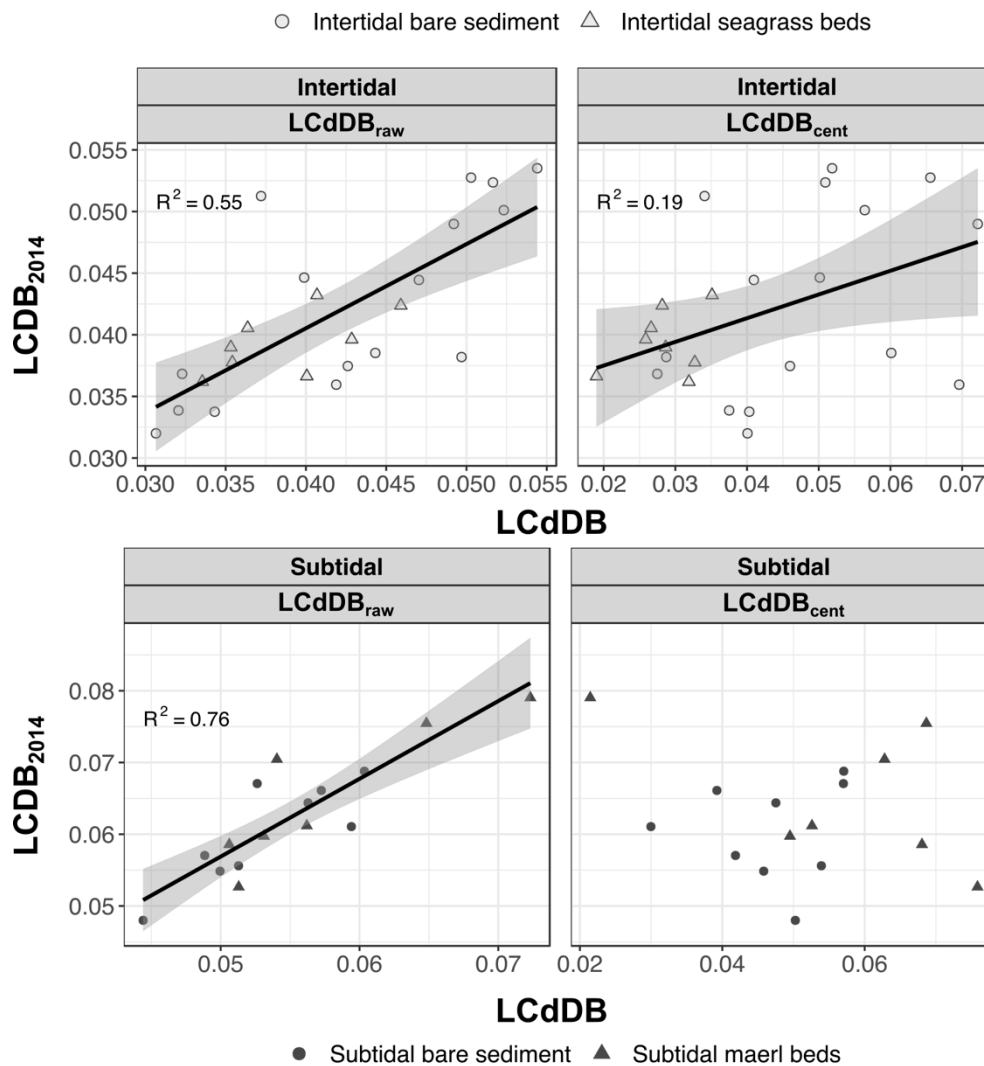 Intertidal bare sediment Intertidal seagrass beds
Intertidal Intertidal
LCdDBraw LCdDBcent
0.055
0.050
0.045
0.040
0.035
0.030
LCDB2014
R² = 0.55
R² = 0.19
0.030 0.035 0.040 0.045 0.050 0.055 0.02 0.03 0.04 0.05 0.06 0.07
LCdDB
Subtidal Subtidal
LCdDBraw LCdDBcent
0.08
0.07
0.06
0.05
LCDB2014
R² = 0.76
0.05 0.06 0.07 0.02 0.04 0.06
LCdDB
Subtidal bare sediment Subtidal maerl beds